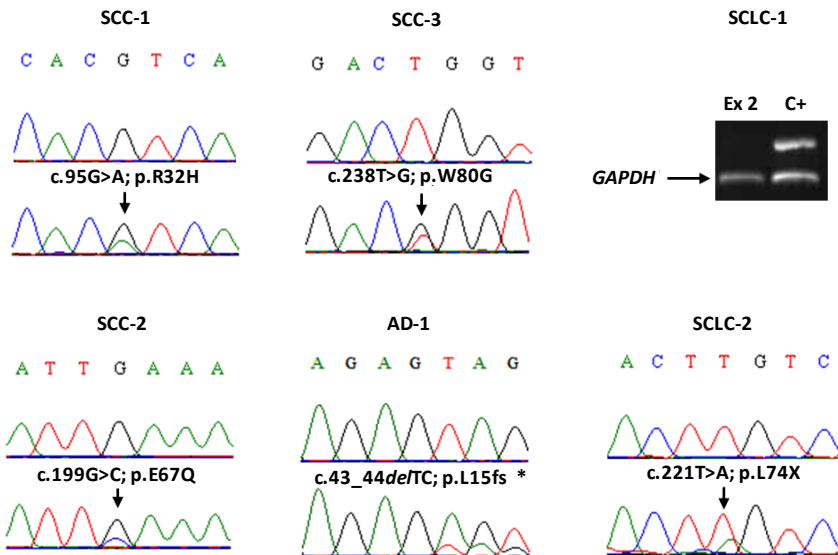 SCC-1
C A C G T C A
c.95G>A; p.R32H
SCC-3
G A C T G G T
c.238T>G; p.W80G
SCLC-1
Ex 2 C+
GAPDH
SCC-2
A T T G A A A
c.199G>C; p.E67Q
AD-1
A G A G T A G
c.43_44delTC; p.L15fs *
SCLC-2
A C T T G T C
c.221T>A; p.L74X